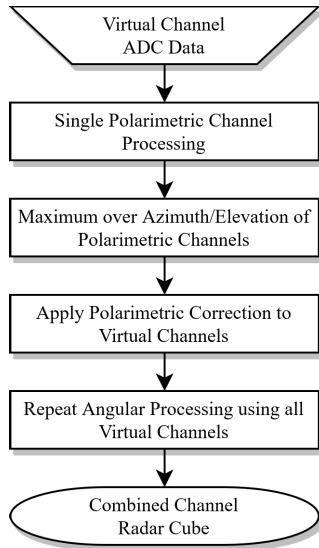 Virtual Channel
ADC Data
Single Polarimetric Channel
Processing
Maximum over Azimuth/Elevation of
Polarimetric Channels
Apply Polarimetric Correction to
Virtual Channels
Repeat Angular Processing using all
Virtual Channels
Combined Channel
Radar Cube